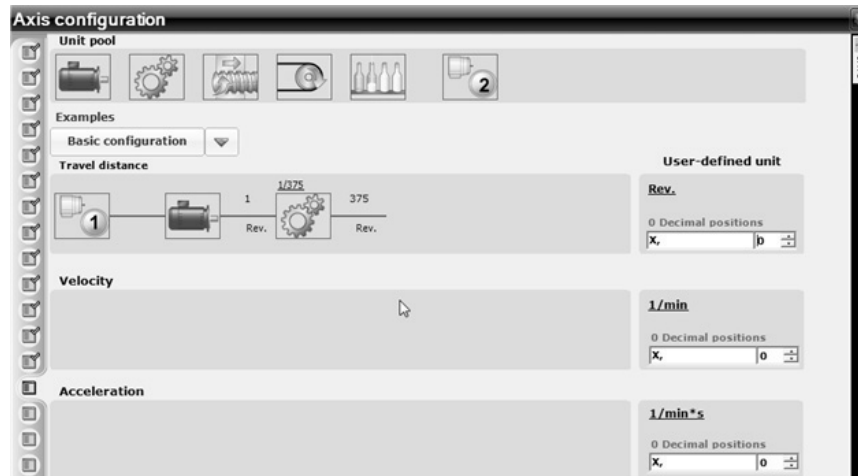 Axis configuration
Unit pool
2
Examples
Basic configuration
Travel distance
User-defined unit
1
1
Rev.
1/375
375
Rev.
Rev.
0 Decimal positions
x,
0
Velocity
1/min
0 Decimal positions
x,
0
Acceleration
1/min*s
0 Decimal positions
x,
0